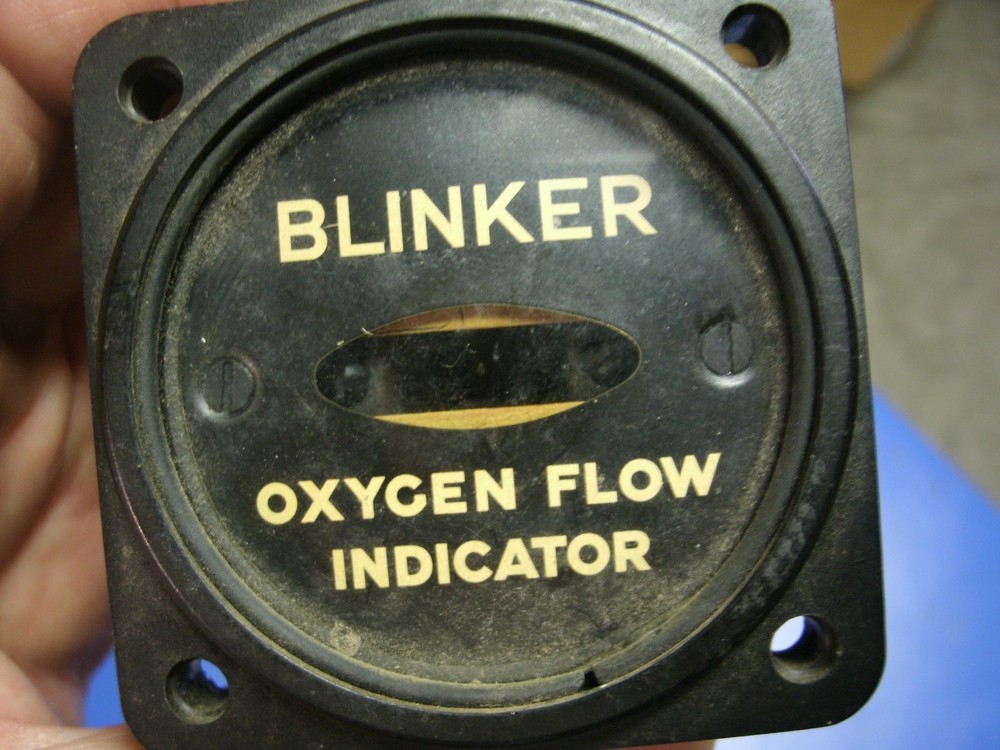 BLINKER
OXYGEN FLOW
INDICATOR